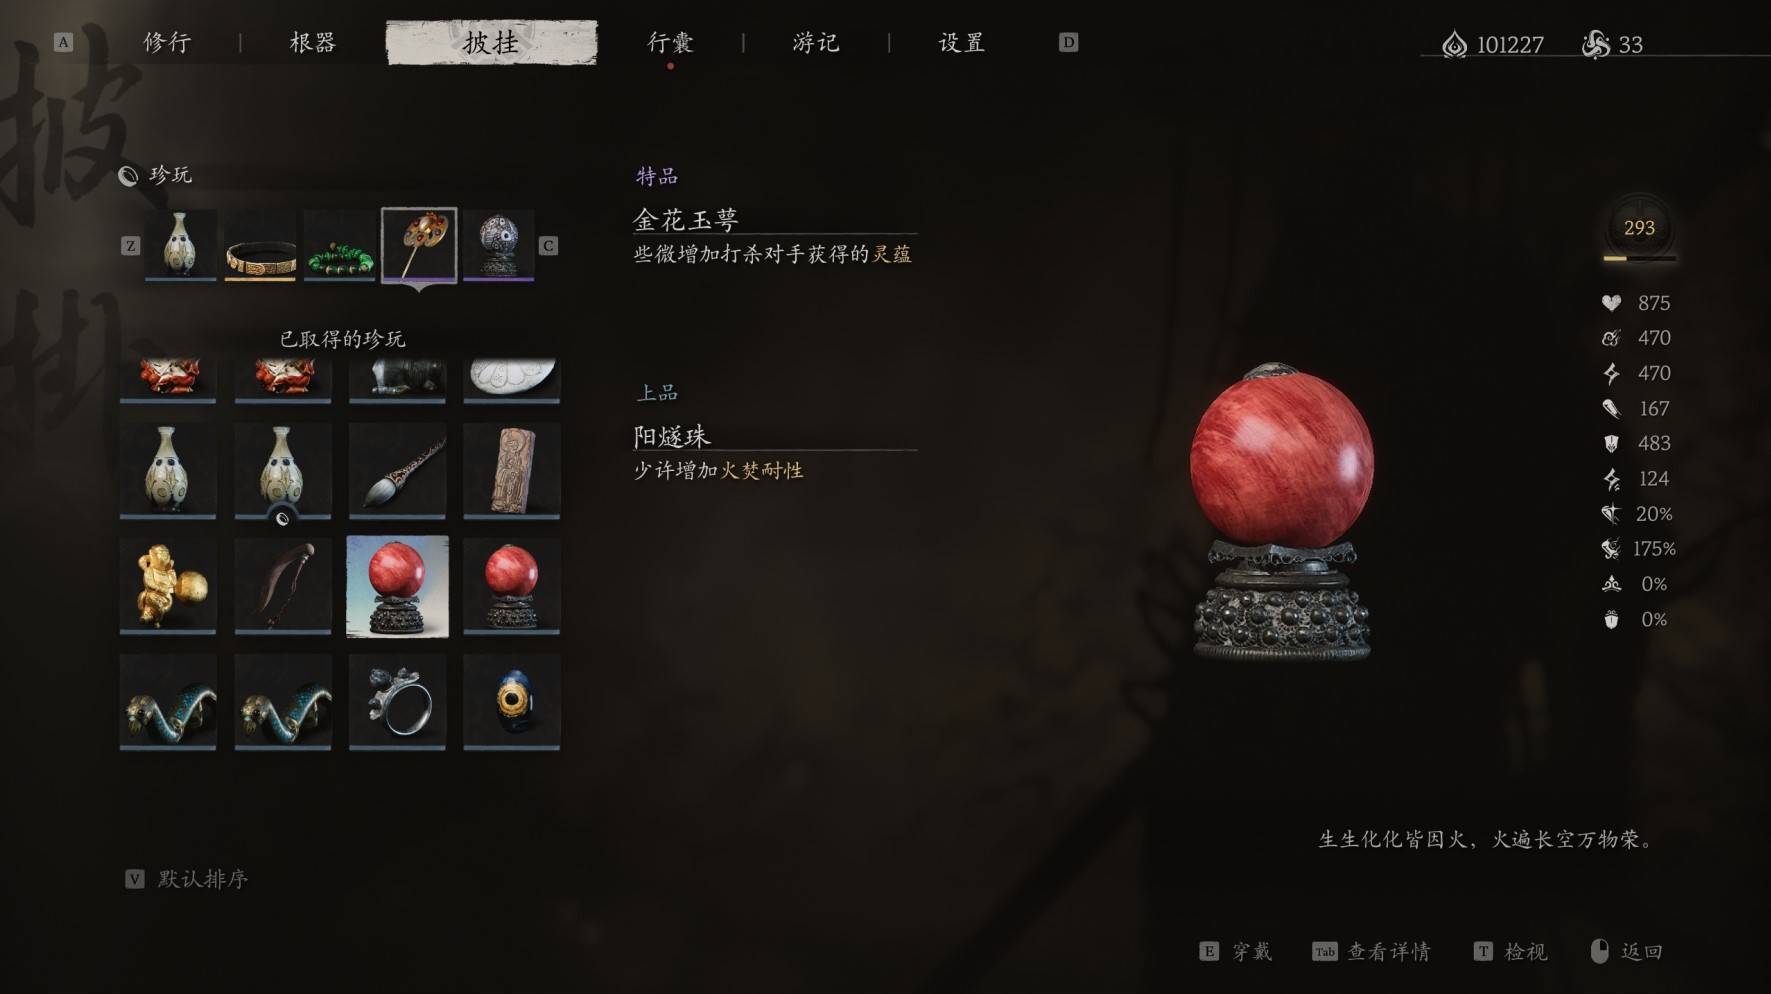 A 修行 根器 披挂 行囊 游记 设置 D 101227 33
披挂
珍玩
Z C
已取得的珍玩
V 默认排序
特品
金花玉萼
些微增加打杀对手获得的灵蕴
上品
阳燧珠
少许增加火焚耐性
293
875
470
470
167
483
124
20%
175%
0%
0%
生生化化皆因火，火遍长空万物荣。
E 穿戴 Tab 查看详情 T 检视 返回